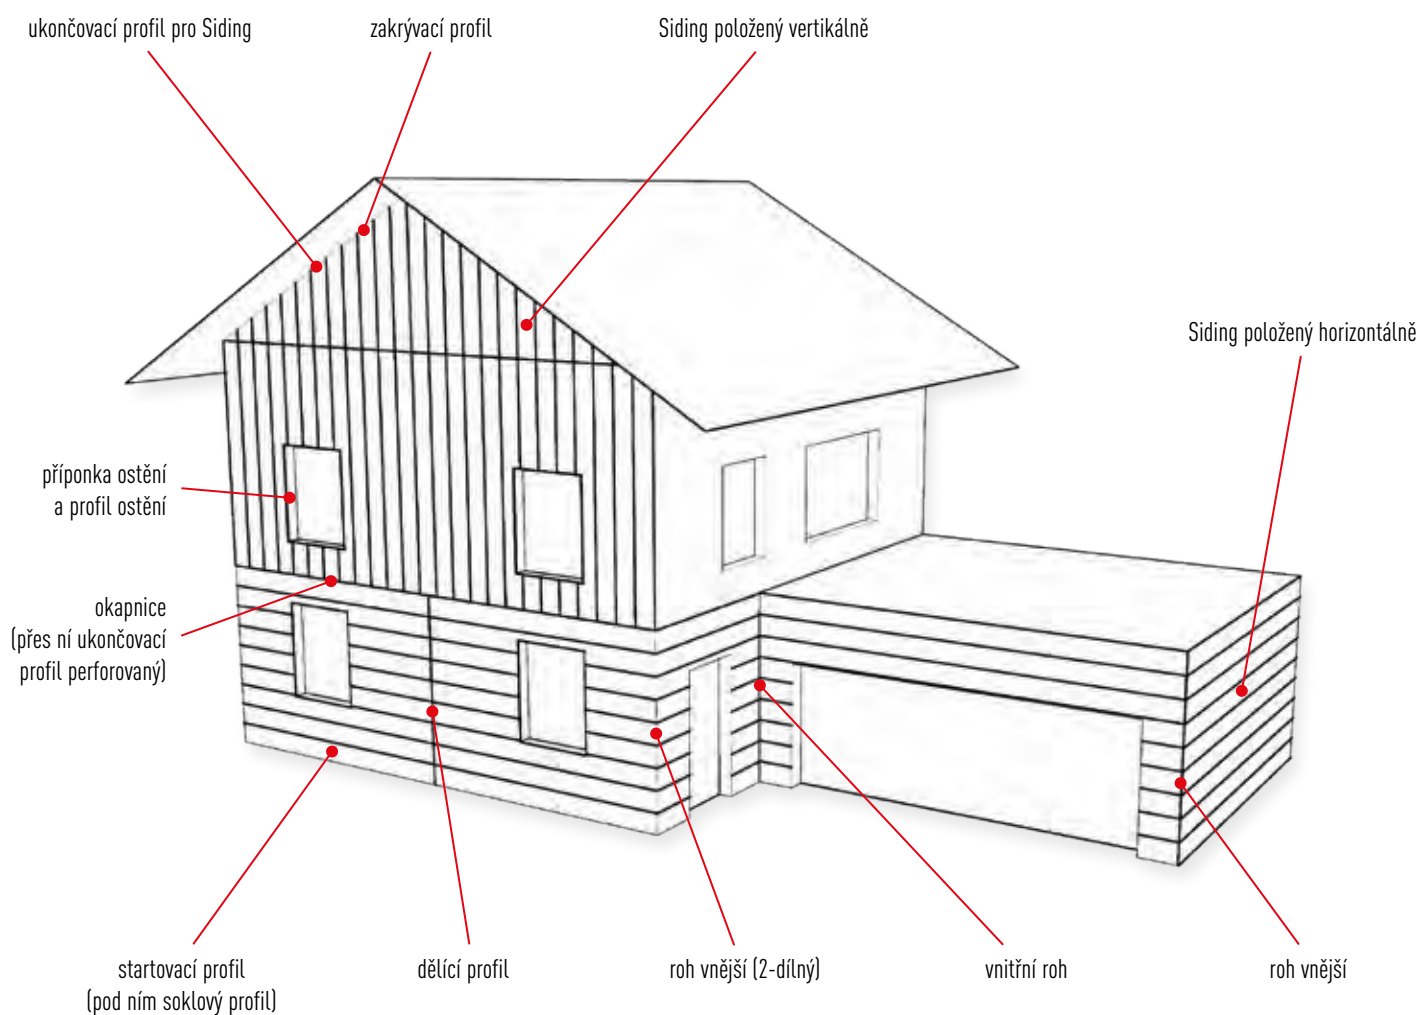 ukončovací profil pro Siding
zakrývací profil
Siding položený vertikálně
Siding položený horizontálně
příponka ostění
a profil ostění
okapnice
(přes ní ukončovací
profil perforovaný)
startovací profil
(pod ním soklový profil)
dělící profil
roh vnější (2-dílný)
vnitřní roh
roh vnější